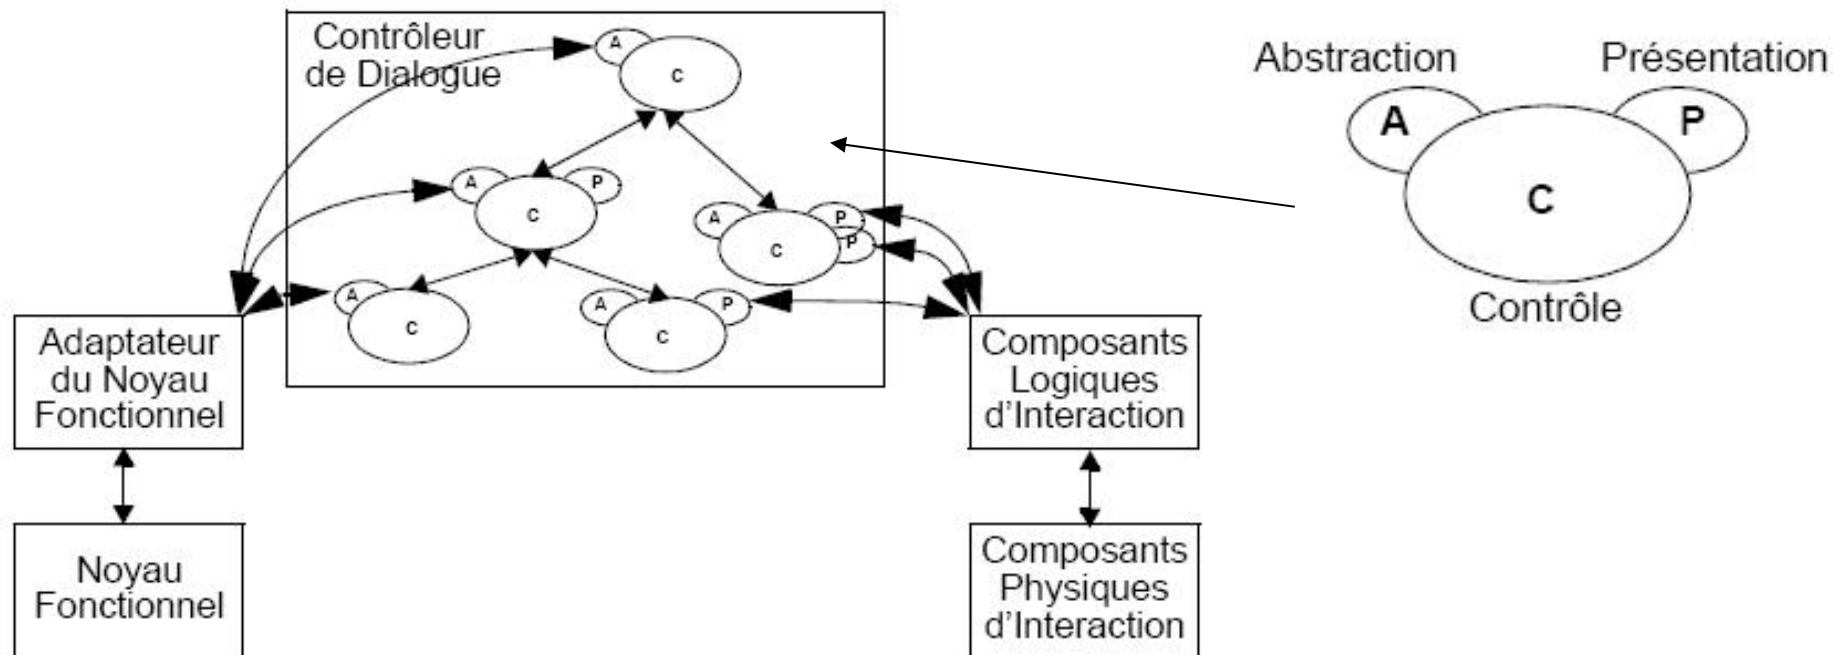 Contrôleur
de Dialogue
A
C
A
P
C
A
P
P
C
A
C
A
P
C
Adaptateur
du Noyau
Fonctionnel
Noyau
Fonctionnel
Composants
Logiques
d'Interaction
Composants
Physiques
d'Interaction
Abstraction
Présentation
A
P
C
Contrôle